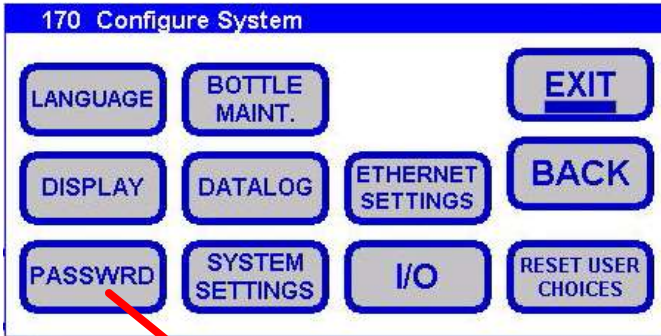 170 Configure System
LANGUAGE
BOTTLE
MAINT.
EXIT
DISPLAY
DATALOG
ETHERNET
SETTINGS
BACK
PASSWRD
SYSTEM
SETTINGS
I/O
RESET USER
CHOICES